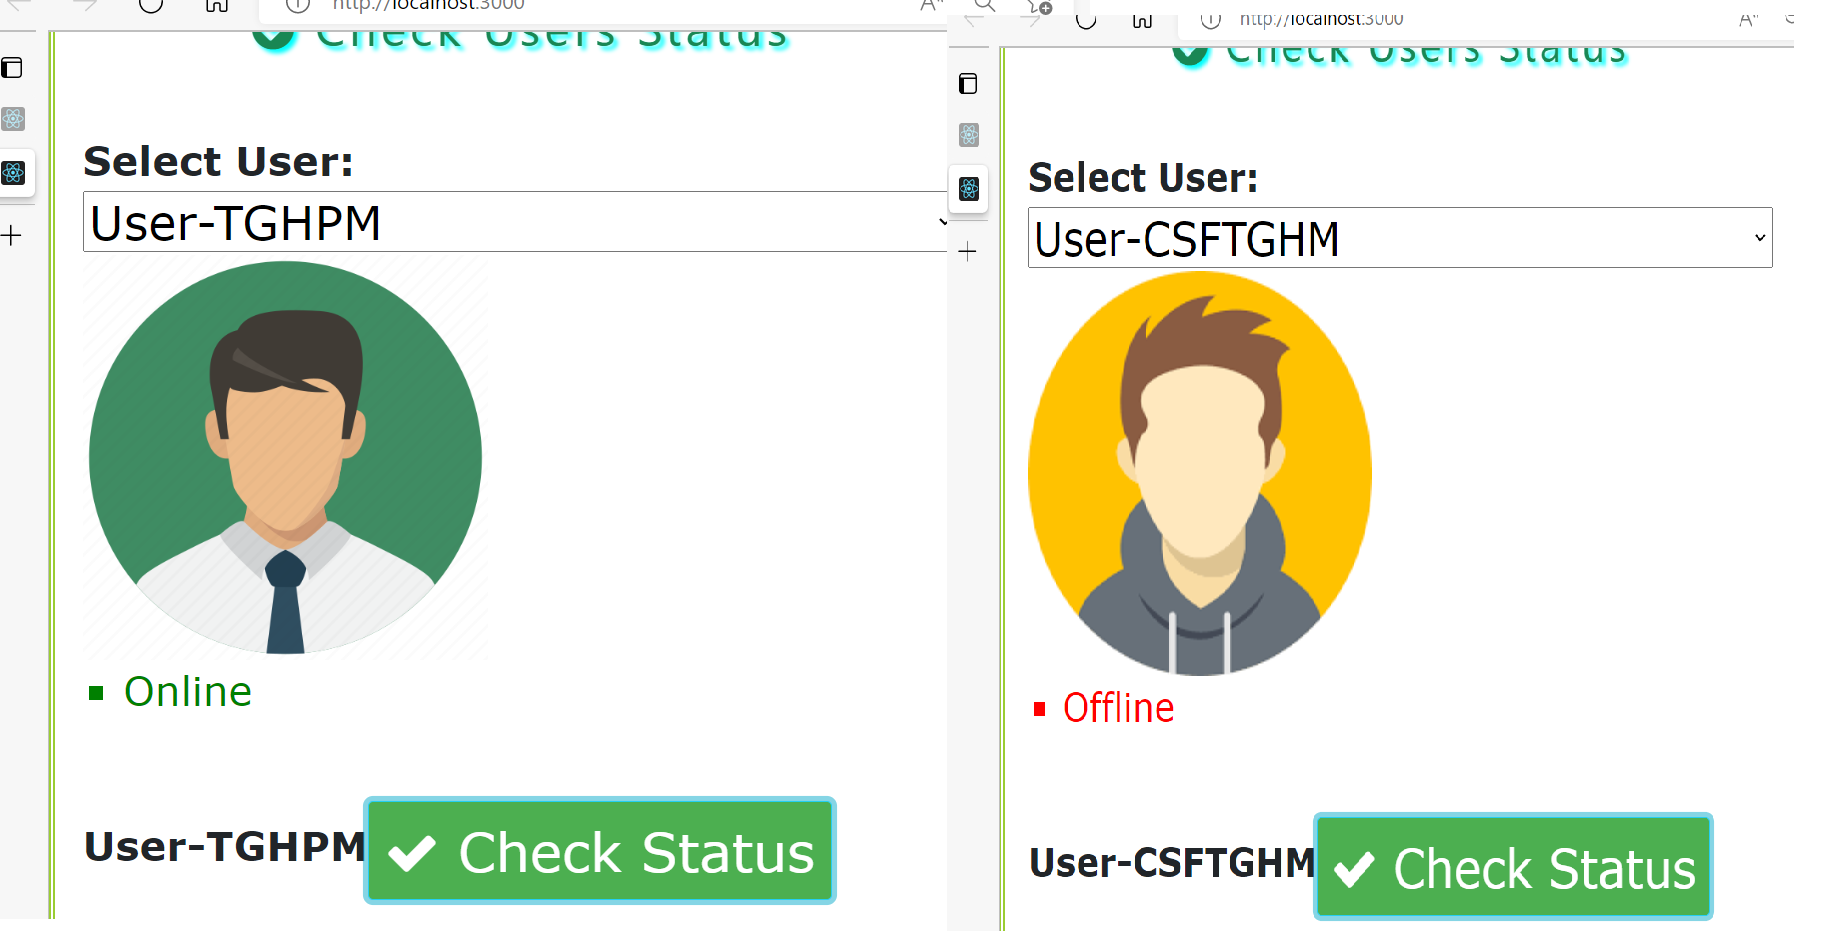 http://localhost:3000
Check Users Status
Select User:
User-TGHPM
Online
User-TGHPM
Check Status
http://localhost:3000
Check Users Status
Select User:
User-CSFTGHM
Offline
User-CSFTGHM
Check Status